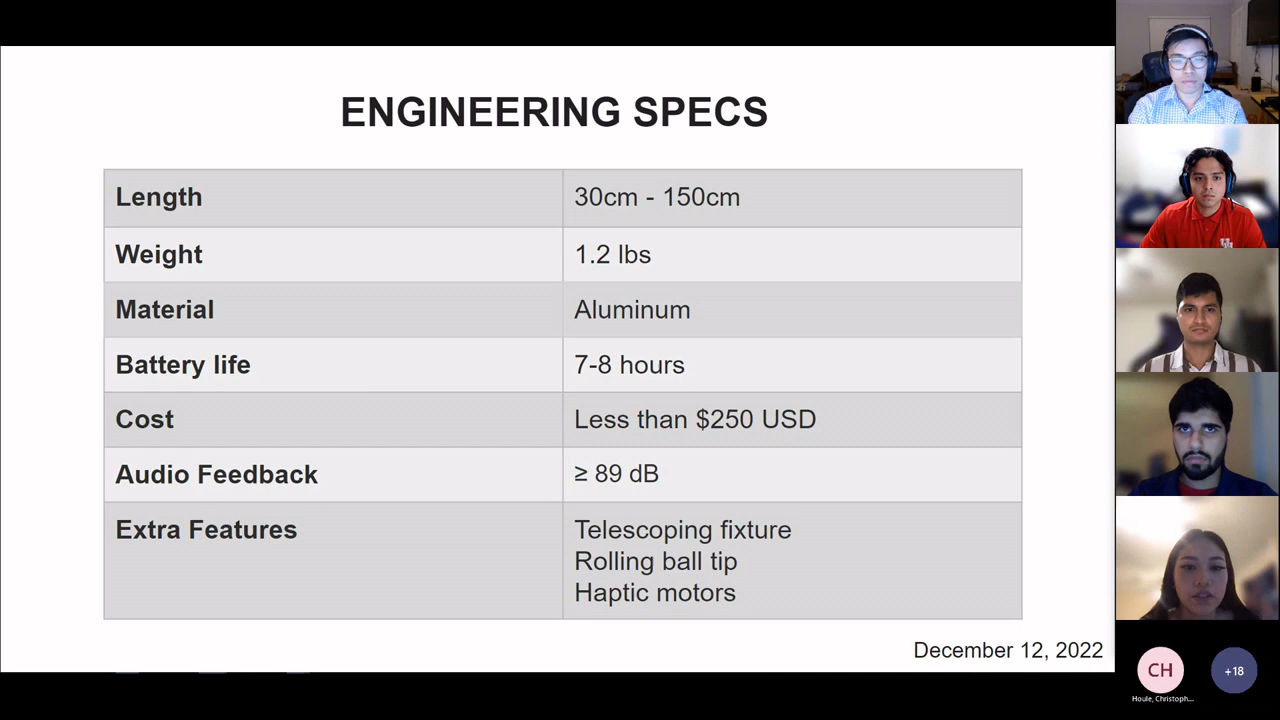 ENGINEERING SPECS
Length 30cm - 150cm
Weight 1.2 lbs
Material Aluminum
Battery life 7-8 hours
Cost Less than $250 USD
Audio Feedback ≥ 89 dB
Extra Features Telescoping fixture
Rolling ball tip
Haptic motors
December 12, 2022
CH
+18
Houle, Christoph...